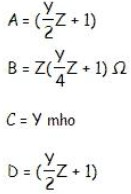 A = (Y/2 Z + 1)
B = Z(Y/4 Z + 1) Ω
C = Y mho
D = (Y/2 Z + 1)